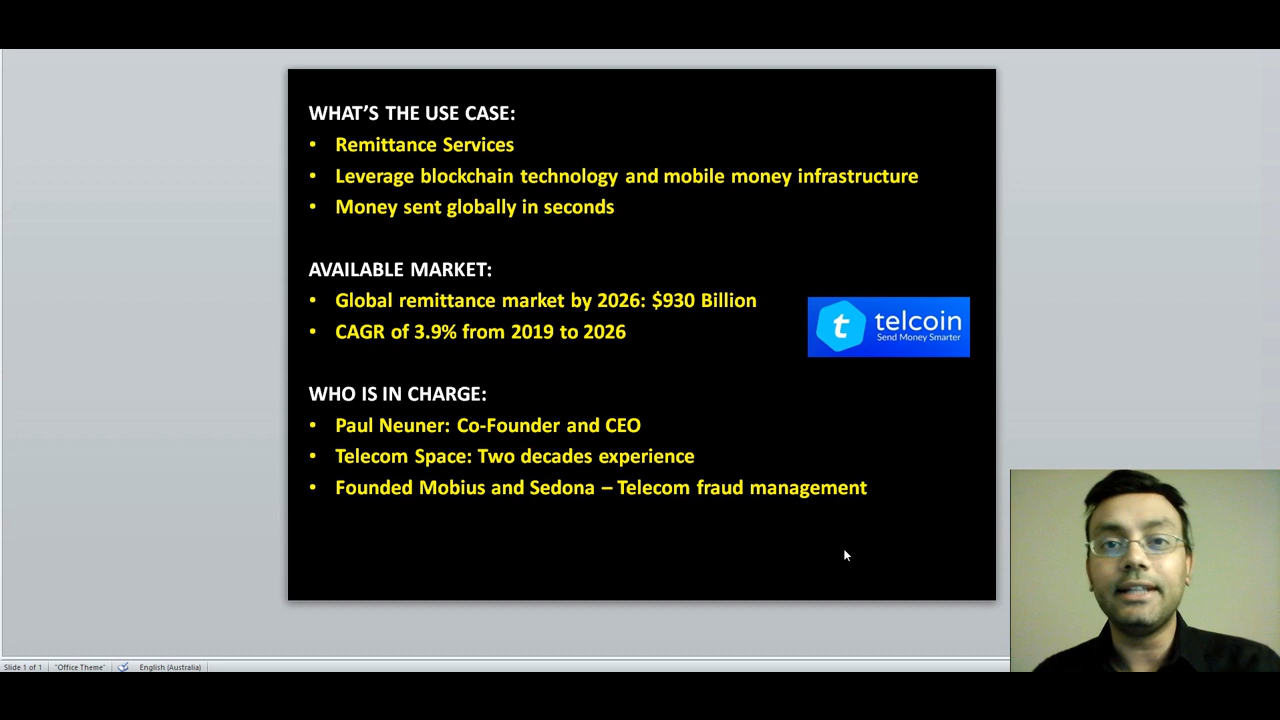 WHAT'S THE USE CASE:
• Remittance Services
• Leverage blockchain technology and mobile money infrastructure
• Money sent globally in seconds
AVAILABLE MARKET:
• Global remittance market by 2026: $930 Billion
• CAGR of 3.9% from 2019 to 2026
t telcoin
Send Money Smarter
WHO IS IN CHARGE:
• Paul Neuner: Co-Founder and CEO
• Telecom Space: Two decades experience
• Founded Mobius and Sedona – Telecom fraud management
Slide 1 of 1 "Office Theme" English (Australia)